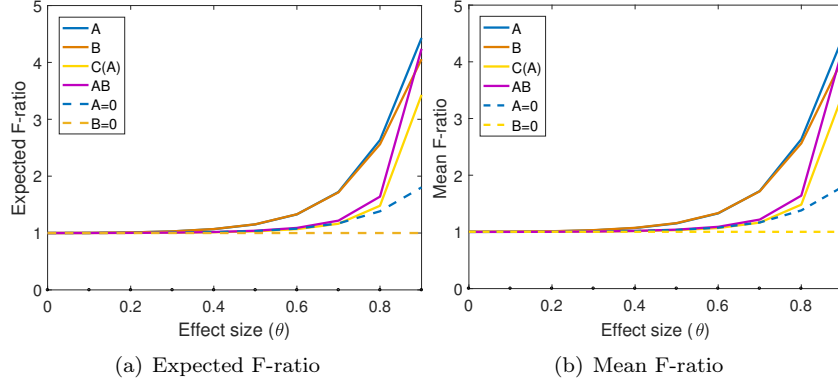 5
4
3
2
1
0
Expected F-ratio
A
B
C(A)
AB
A=0
B=0
0 0.2 0.4 0.6 0.8
Effect size (θ)
(a) Expected F-ratio
5
4
3
2
1
0
Mean F-ratio
A
B
C(A)
AB
A=0
B=0
0 0.2 0.4 0.6 0.8
Effect size (θ)
(b) Mean F-ratio